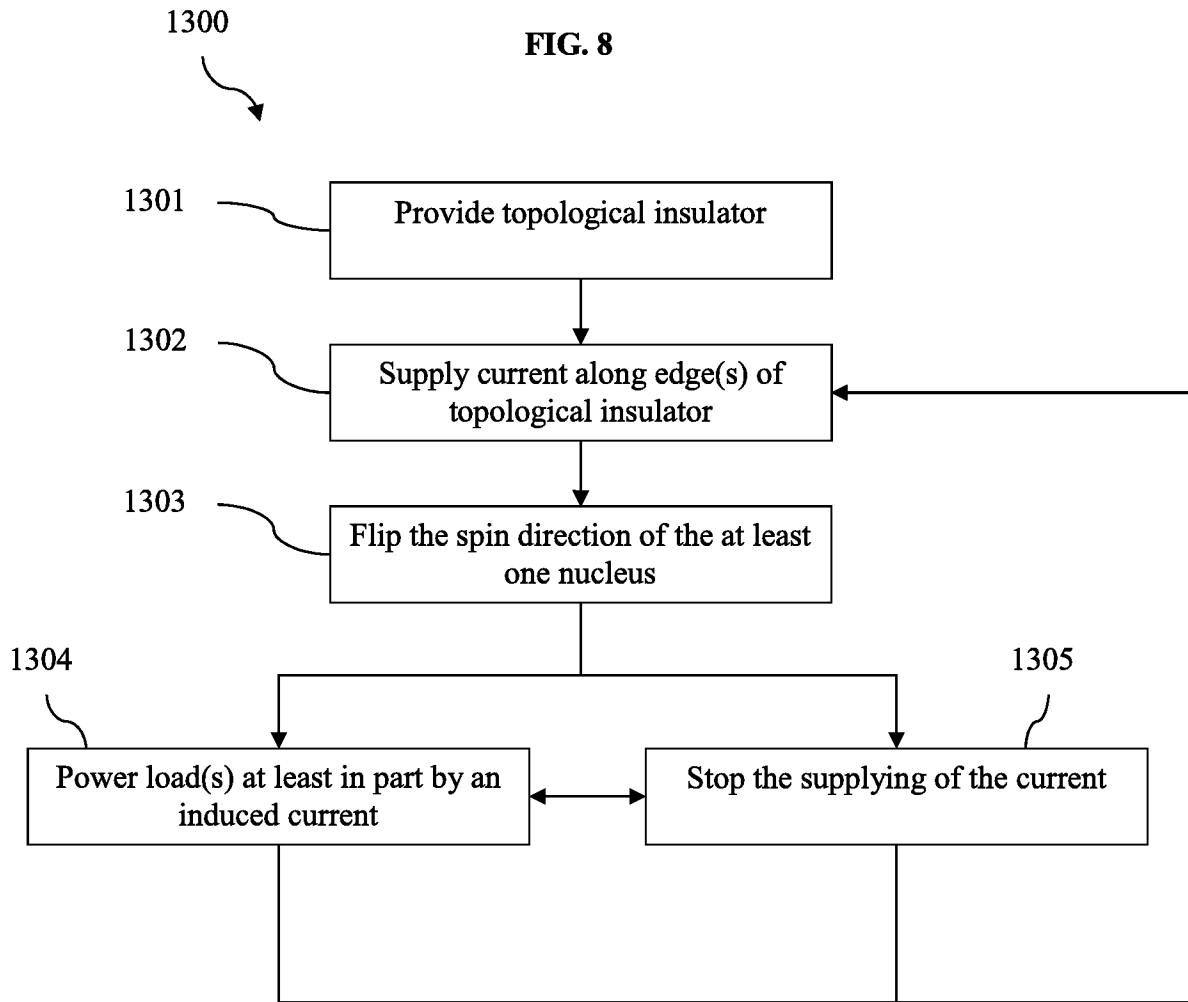 1300
FIG. 8
1301
Provide topological insulator
1302
Supply current along edge(s) of
topological insulator
1303
Flip the spin direction of the at least
one nucleus
1304
1305
Power load(s) at least in part by an
induced current
Stop the supplying of the current